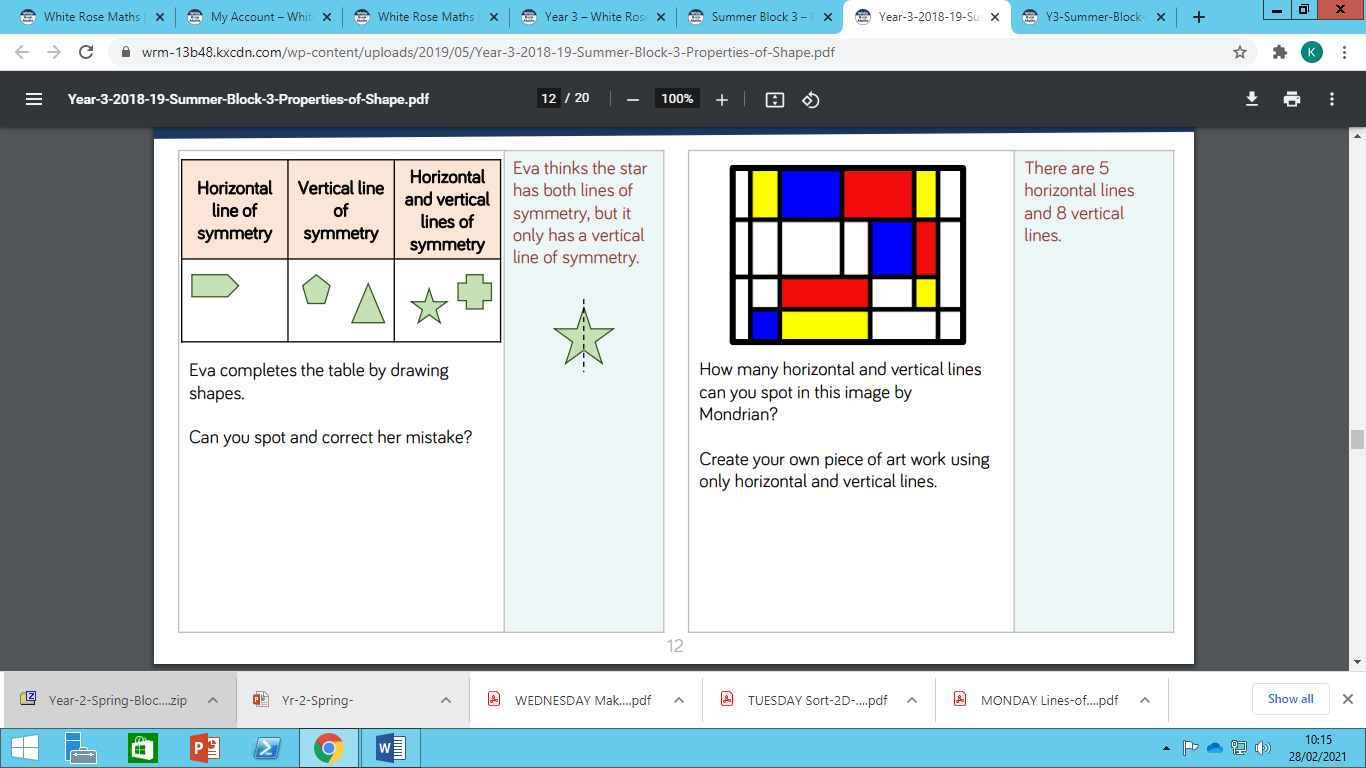 White Rose Maths
My Account – Whit
White Rose Maths
Year 3 – White Rose
Summer Block 3 – P
Year-3-2018-19-Su
Y3-Summer-Block-
wrm-13b48.kxcdn.com/wp-content/uploads/2019/05/Year-3-2018-19-Summer-Block-3-Properties-of-Shape.pdf
K
Year-3-2018-19-Summer-Block-3-Properties-of-Shape.pdf
12 / 20
100%
Horizontal
line of
symmetry
Vertical line
of
symmetry
Horizontal
and vertical
lines of
symmetry
Eva completes the table by drawing
shapes.
Can you spot and correct her mistake?
Eva thinks the star
has both lines of
symmetry, but it
only has a vertical
line of symmetry.
How many horizontal and vertical lines
can you spot in this image by
Mondrian?
Create your own piece of art work using
only horizontal and vertical lines.
There are 5
horizontal lines
and 8 vertical
lines.
12
Year-2-Spring-Bloc....zip
Yr-2-Spring-
WEDNESDAY Mak....pdf
TUESDAY Sort-2D-....pdf
MONDAY Lines-of....pdf
Show all
10:15
28/02/2021